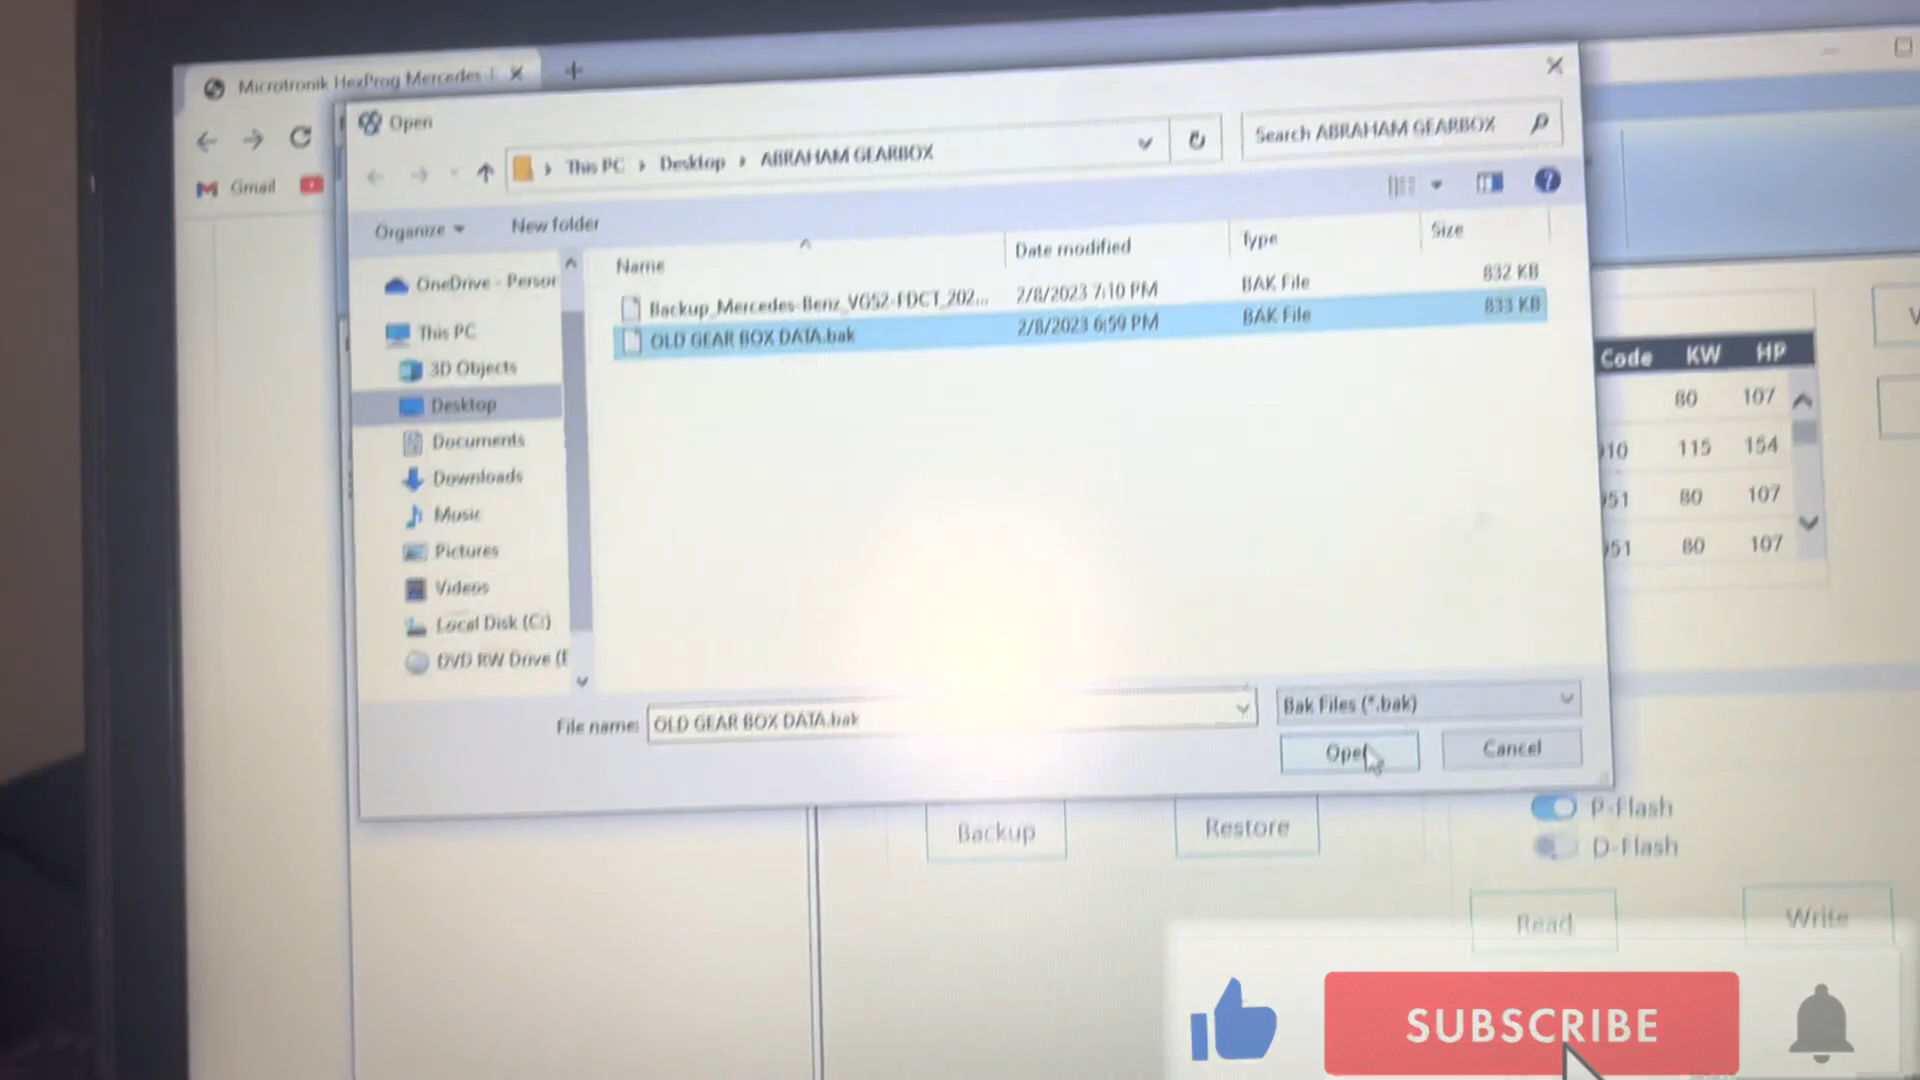 Microtronik HexProg Mercedes-
Open
This PC > Desktop > ABRAHAM GEARBOX
Search ABRAHAM GEARBOX
Gmail
Organize
New folder
Name
Date modified
Type
Size
Backup_Mercedes-Benz_VGS2-FDCT_202...
2/8/2023 7:10 PM
BAK File
832 KB
OLD GEAR BOX DATA.bak
2/8/2023 6:59 PM
BAK File
833 KB
OneDrive - Person
This PC
3D Objects
Desktop
Documents
Downloads
Music
Pictures
Videos
Local Disk (C:)
DVD RW Drive (E
Code KW HP
80 107
910 115 154
951 80 107
951 80 107
File name: OLD GEAR BOX DATA.bak
Bak Files (*.bak)
Open
Cancel
Backup
Restore
P-Flash
D-Flash
Read
Write
SUBSCRIBE